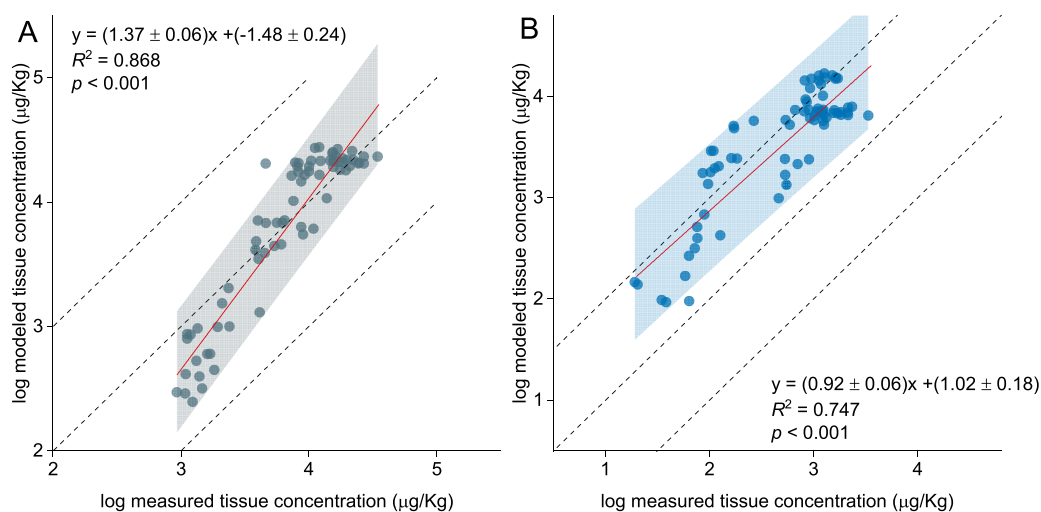 A
y = (1.37 ± 0.06)x +(-1.48 ± 0.24)
R² = 0.868
p < 0.001
log modeled tissue concentration (μg/Kg)
5
4
3
2
2
3
4
5
log measured tissue concentration (μg/Kg)
B
log modeled tissue concentration (μg/Kg)
4
3
2
1
y = (0.92 ± 0.06)x +(1.02 ± 0.18)
R² = 0.747
p < 0.001
1
2
3
4
log measured tissue concentration (μg/Kg)